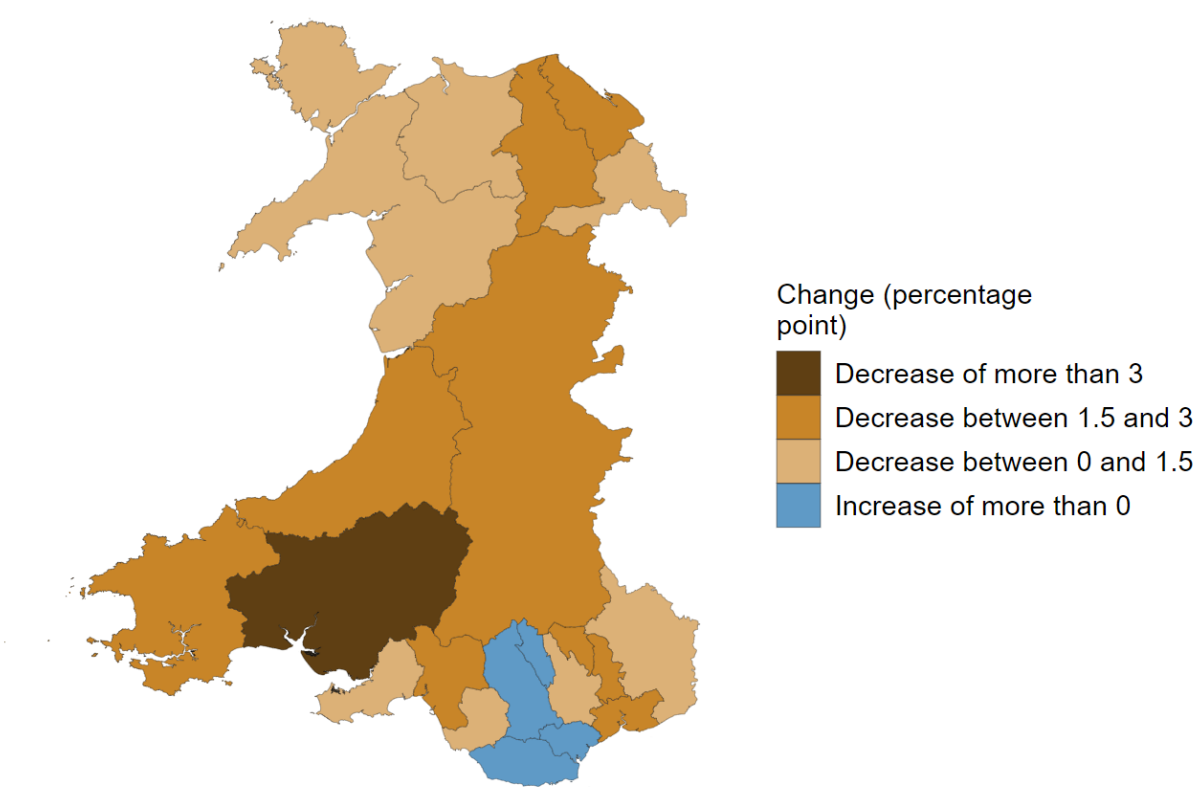 Change (percentage
point)
Decrease of more than 3
Decrease between 1.5 and 3
Decrease between 0 and 1.5
Increase of more than 0